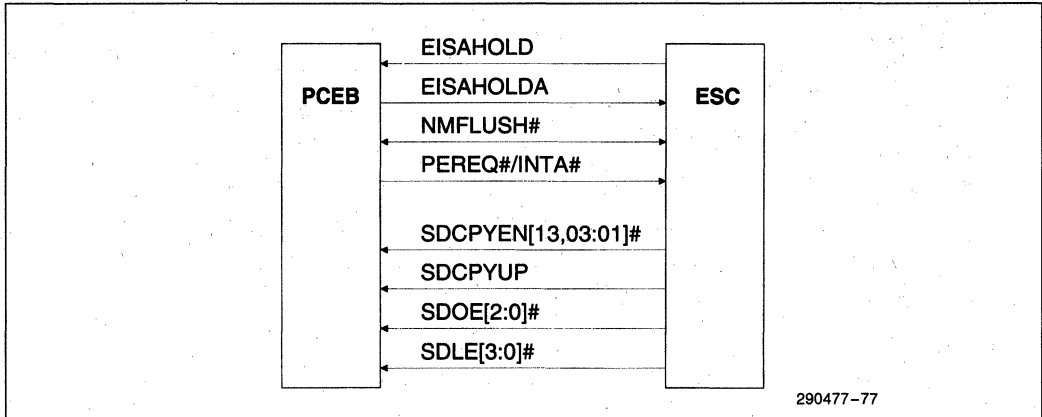 EISAHOLD
PCEB
EISAHOLDA
ESC
NMFLUSH#
PEREQ#/INTA#
SDCPYEN[13,03:01]#
SDCPYUP
SDOE[2:0]#
SDLE[3:0]#
290477-77